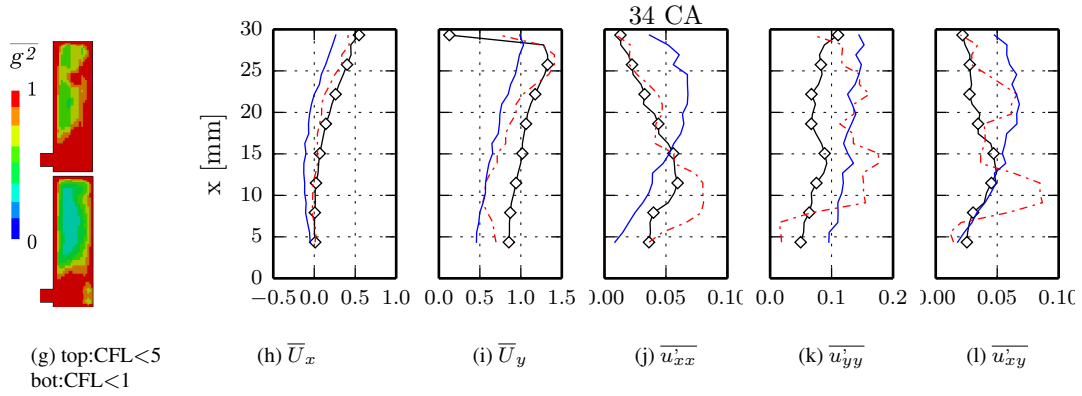 34 CA
g²
1
0
x [mm]
30
25
20
15
10
5
0
−0.5 0.0 0.5 1.0
0.0 0.5 1.0 1.5
0.00 0.05 0.10
0.0 0.1 0.2
0.00 0.05 0.10
(g) top:CFL<5
bot:CFL<1
(h) U̅x
(i) U̅y
(j) u'xx
(k) u'yy
(l) u'xy